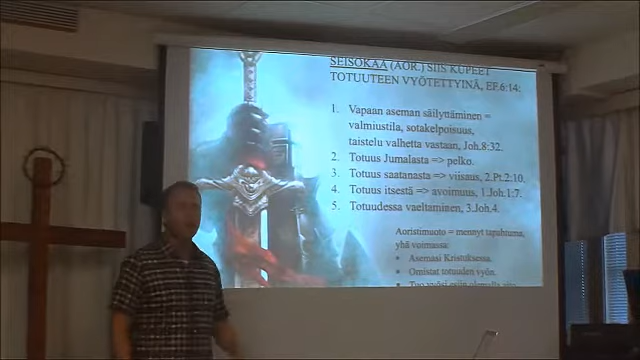 SEISOKAA (AOR.) SIIS KUPEET
TOTUUTEEN VYÖTETTYINÄ, EF.6:14:
1. Vapaan aseman säilyttäminen =
valmiustila, sotakelpoisuus,
taistelu valhetta vastaan, Joh.8:32.
2. Totuus Jumalasta => pelko.
3. Totuus saatanasta => viisaus, 2.Pt.2:10.
4. Totuus itsestä => avoimuus, 1.Joh.1:7.
5. Totuudessa vaeltaminen, 3.Joh.4.
Aoristimuoto = mennyt tapahtuma,
yhä voimassa:
• Asemasi Kristuksessa.
• Omistat totuuden vyön.
• Tuo vyösi esiin